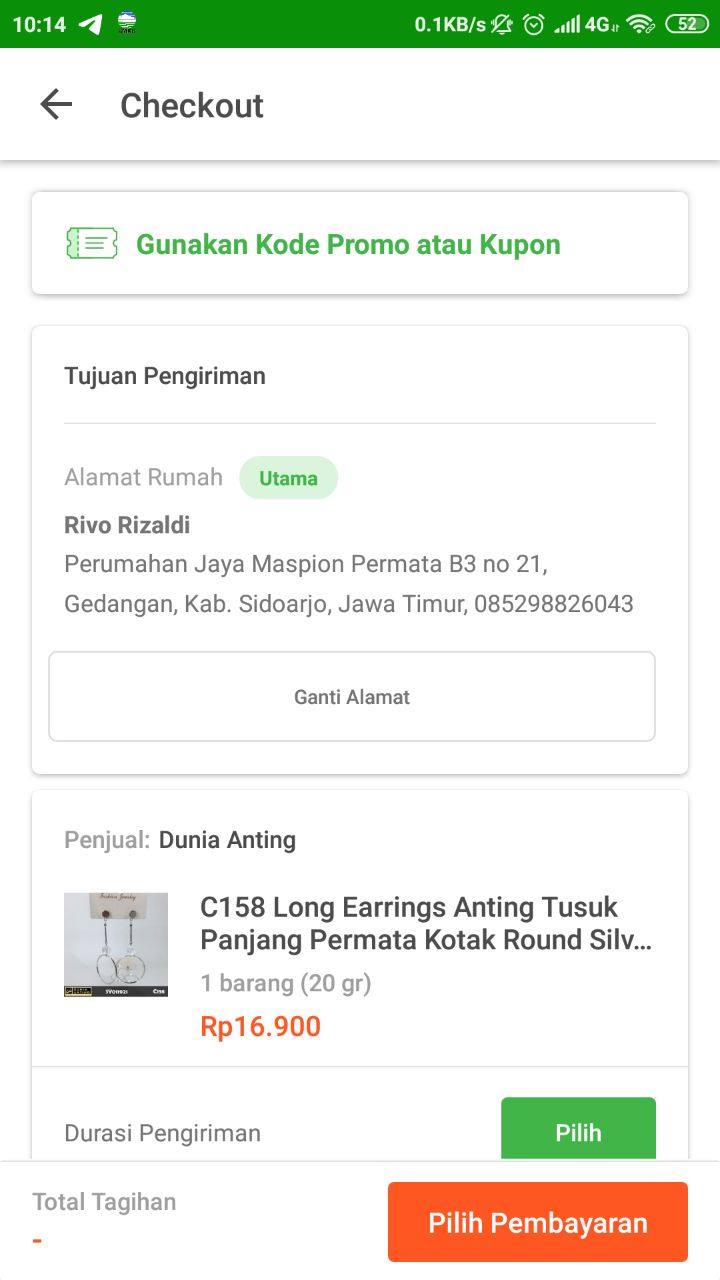 10:14 0.1KB/s 4G 52
Checkout
Gunakan Kode Promo atau Kupon
Tujuan Pengiriman
Alamat Rumah Utama
Rivo Rizaldi
Perumahan Jaya Maspion Permata B3 no 21,
Gedangan, Kab. Sidoarjo, Jawa Timur, 085298826043
Ganti Alamat
Penjual: Dunia Anting
Fashion Jewelry
C158
C158 Long Earrings Anting Tusuk
Panjang Permata Kotak Round Silv...
1 barang (20 gr)
Rp16.900
Durasi Pengiriman Pilih
Total Tagihan
-
Pilih Pembayaran